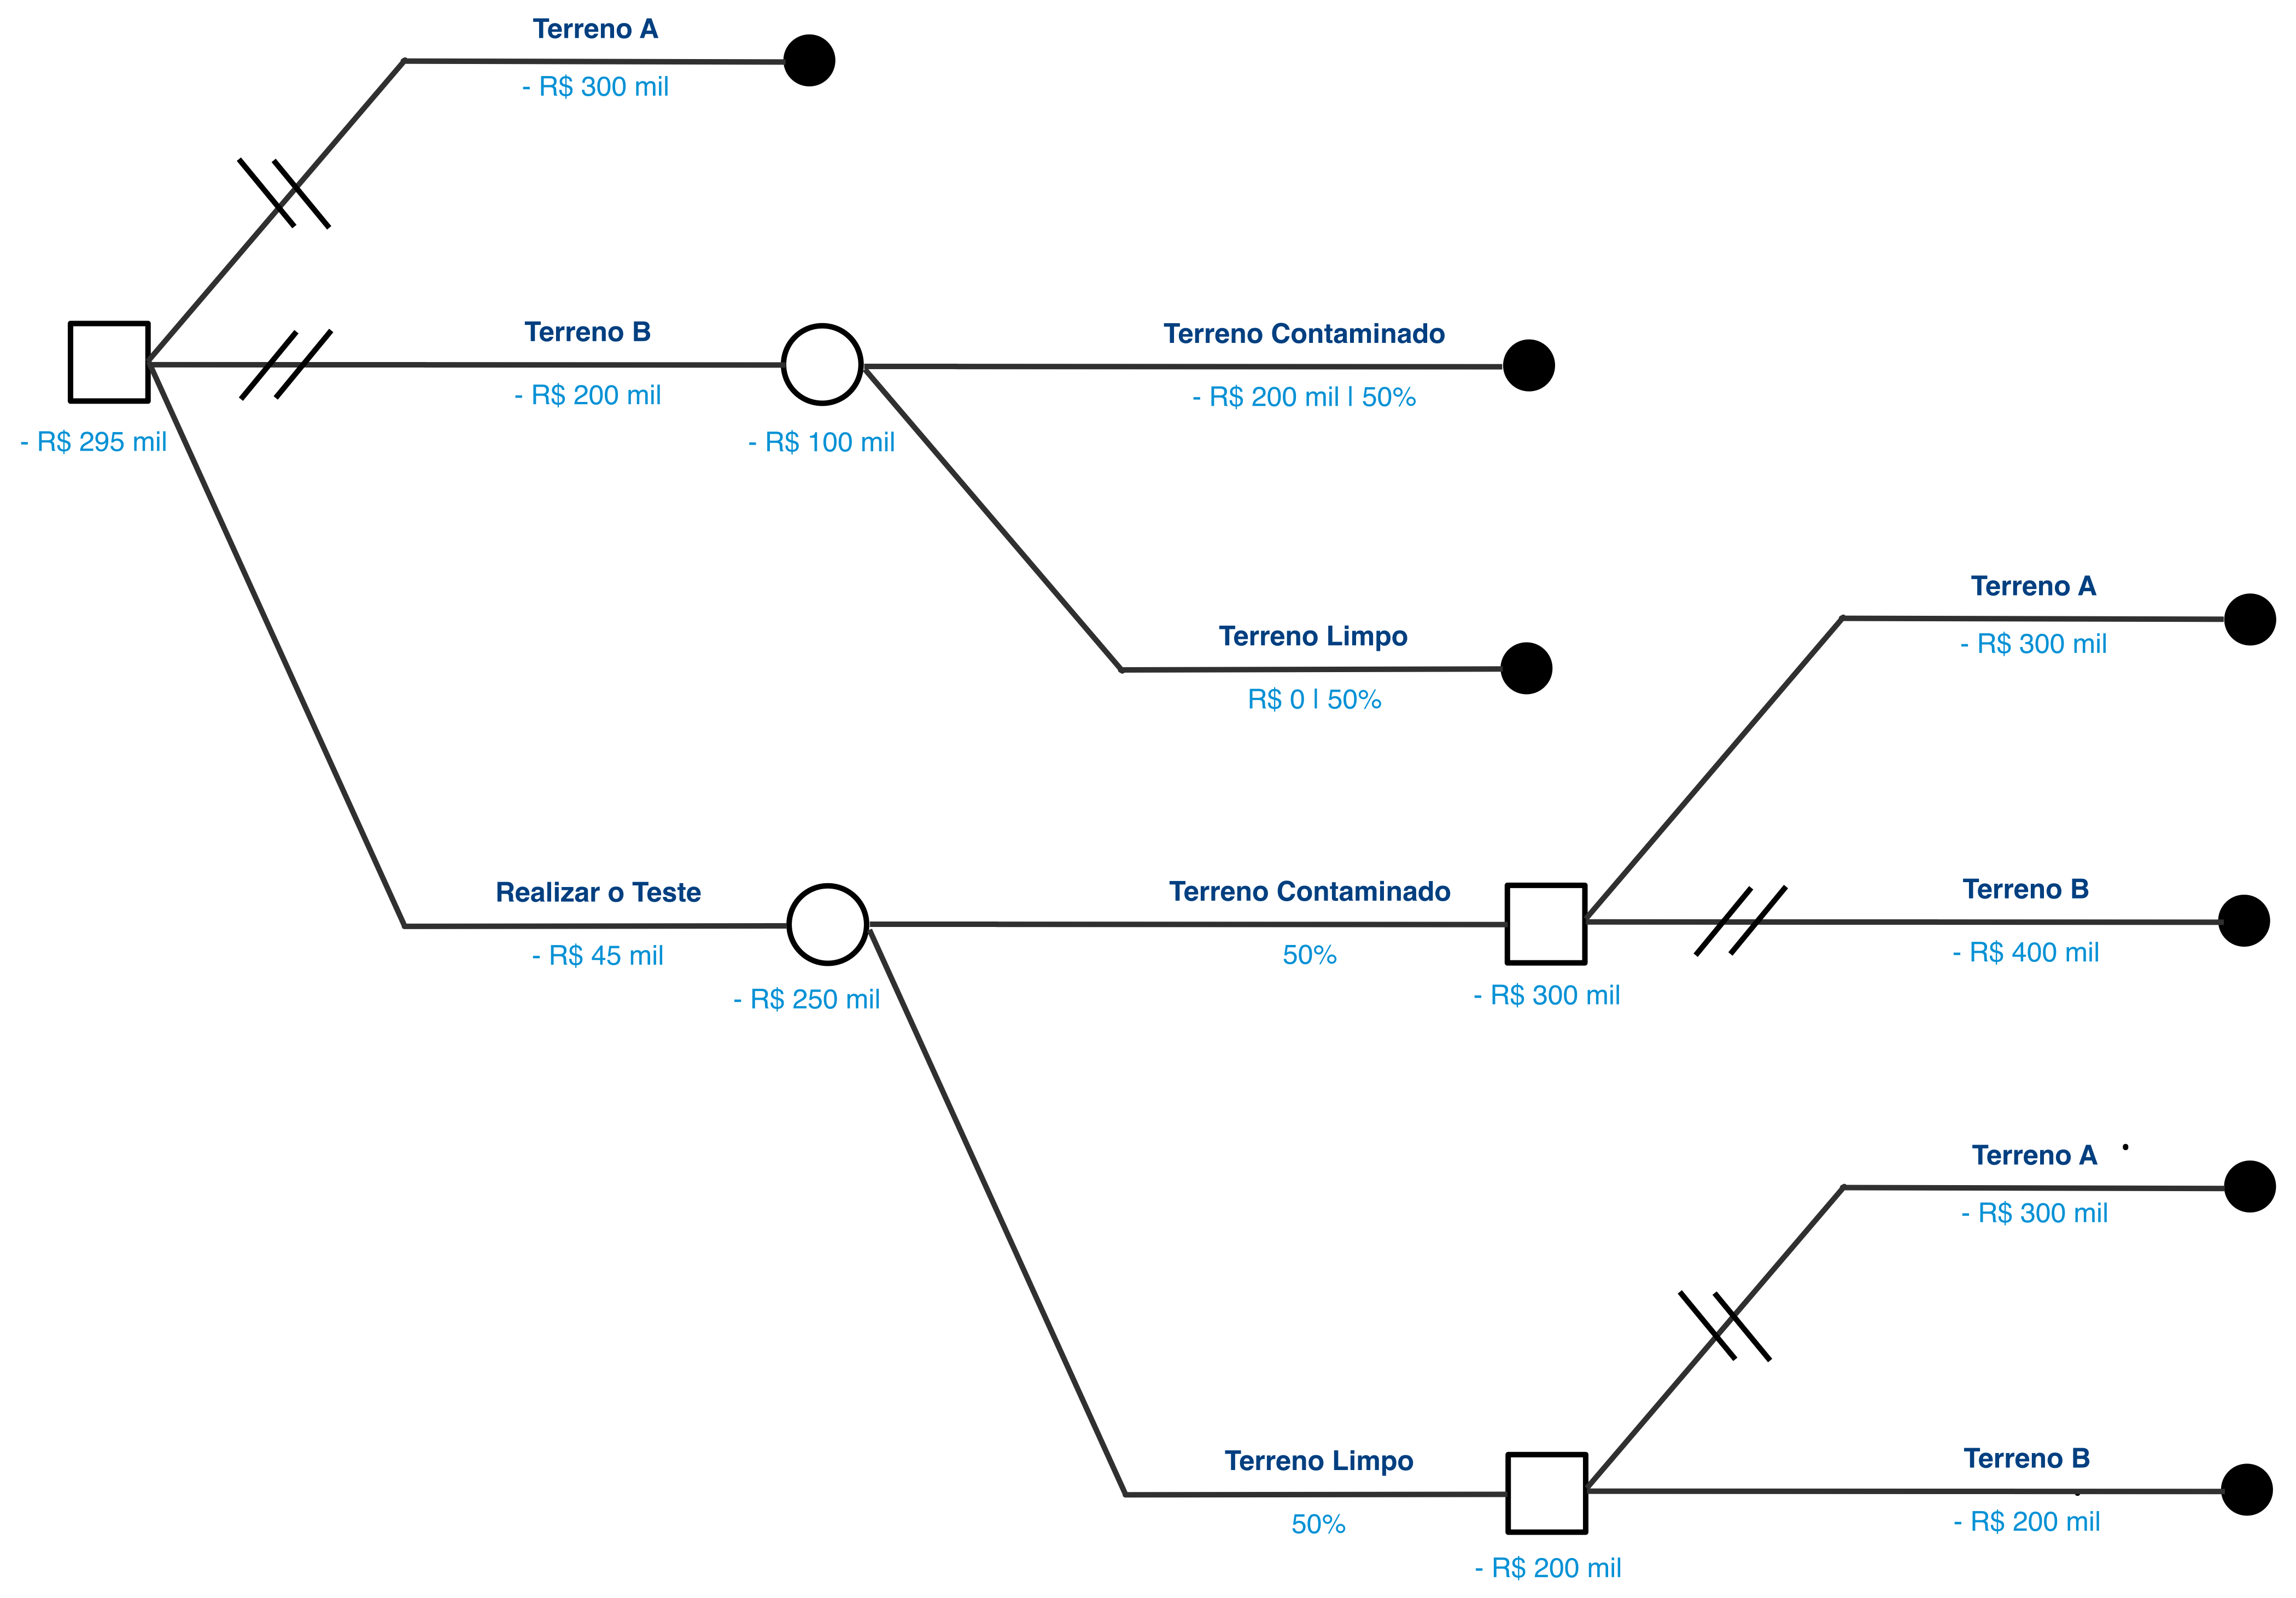 Terreno A
- R$ 300 mil
Terreno B
- R$ 200 mil
- R$ 295 mil
- R$ 100 mil
Terreno Contaminado
- R$ 200 mil | 50%
Terreno Limpo
R$ 0 | 50%
Realizar o Teste
- R$ 45 mil
- R$ 250 mil
Terreno Contaminado
50%
- R$ 300 mil
Terreno A
- R$ 300 mil
Terreno B
- R$ 400 mil
Terreno Limpo
50%
- R$ 200 mil
Terreno A
- R$ 300 mil
Terreno B
- R$ 200 mil